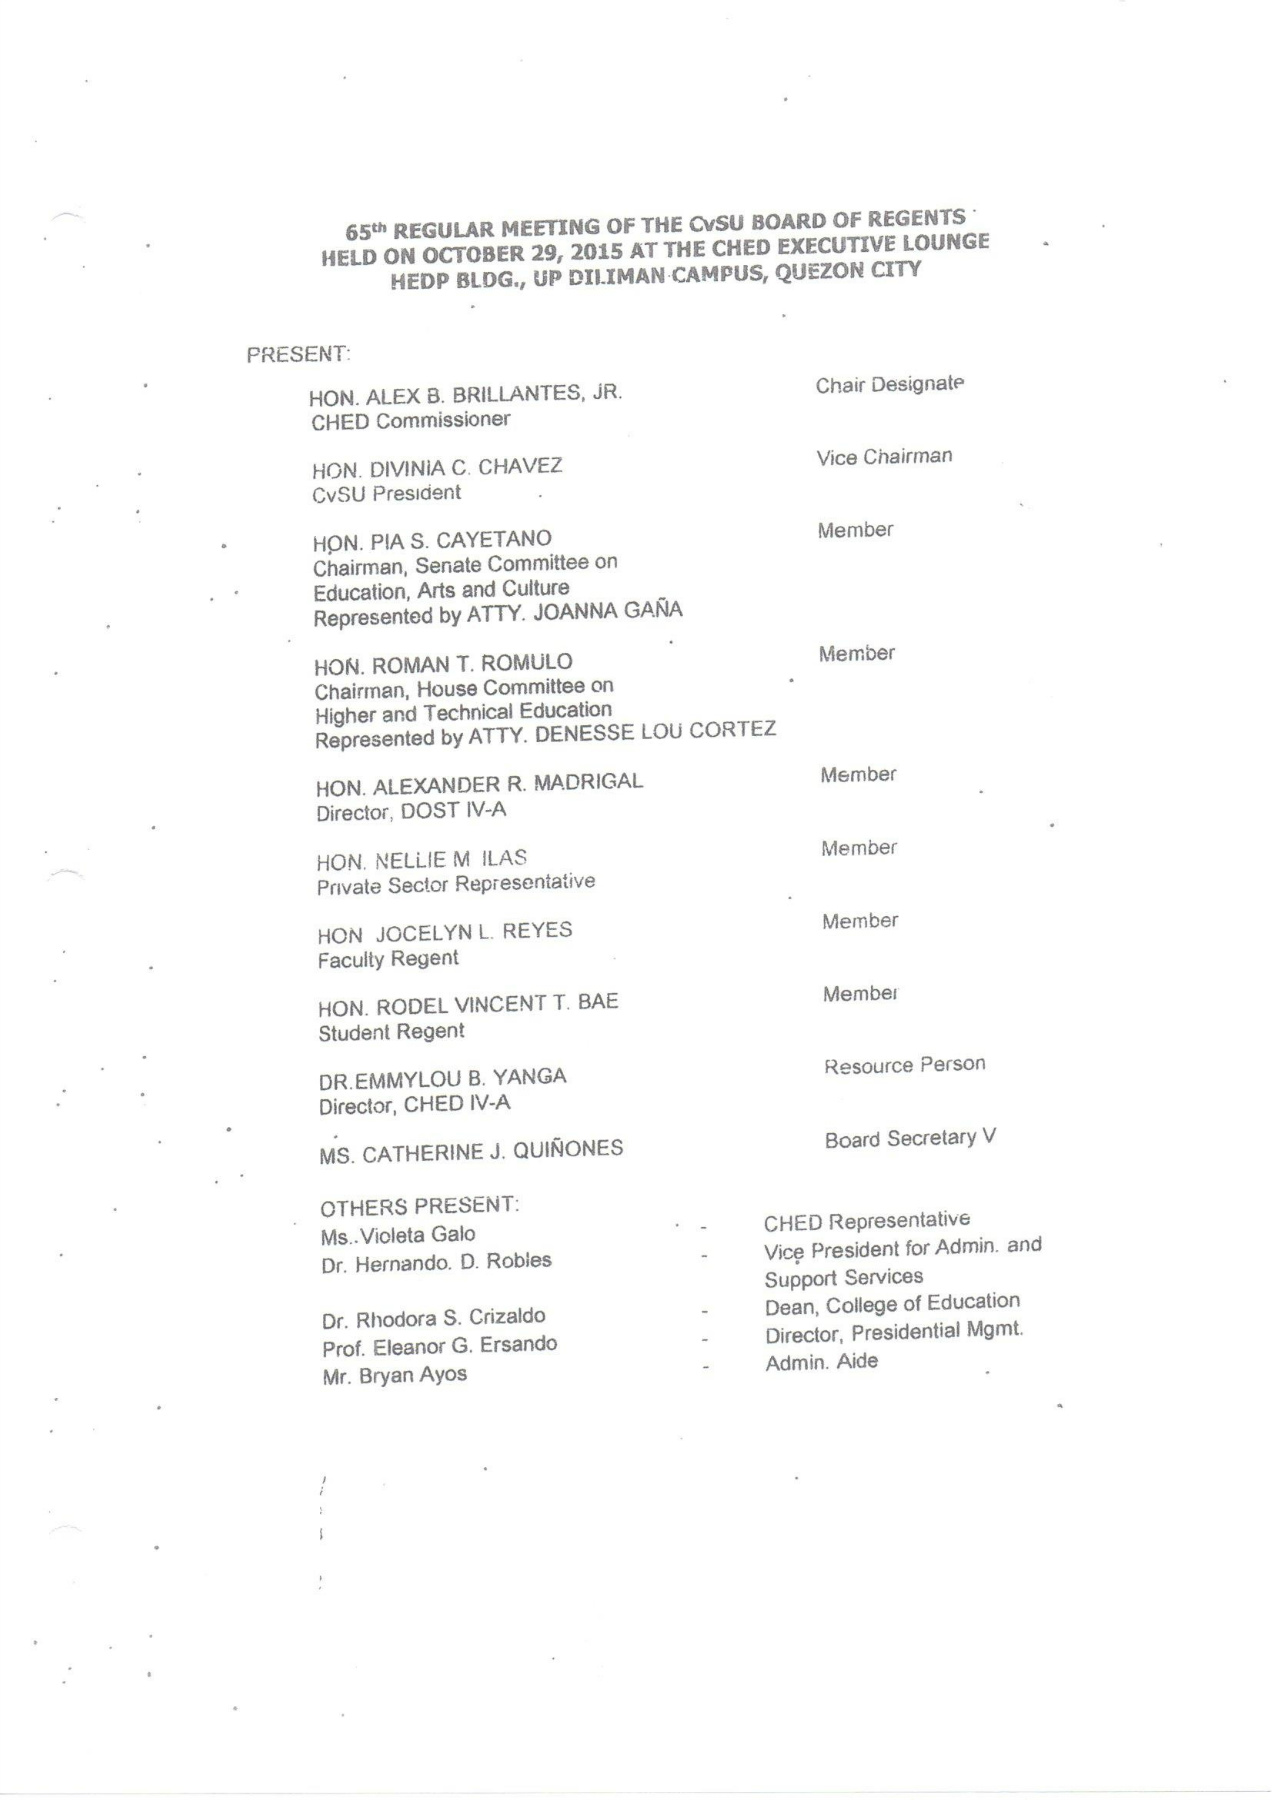 65th REGULAR MEETING OF THE CvSU BOARD OF REGENTS
HELD ON OCTOBER 29, 2015 AT THE CHED EXECUTIVE LOUNGE
HEDP BLDG., UP DILIMAN CAMPUS, QUEZON CITY
PRESENT:
HON. ALEX B. BRILLANTES, JR. Chair Designate
CHED Commissioner
HON. DIVINIA C. CHAVEZ Vice Chairman
CvSU President
HON. PIA S. CAYETANO Member
Chairman, Senate Committee on
Education, Arts and Culture
Represented by ATTY. JOANNA GAÑA
HON. ROMAN T. ROMULO Member
Chairman, House Committee on
Higher and Technical Education
Represented by ATTY. DENESSE LOU CORTEZ
HON. ALEXANDER R. MADRIGAL Member
Director, DOST IV-A
HON. NELLIE M ILAS Member
Private Sector Representative
HON JOCELYN L. REYES Member
Faculty Regent
HON. RODEL VINCENT T. BAE Member
Student Regent
DR.EMMYLOU B. YANGA Resource Person
Director, CHED IV-A
MS. CATHERINE J. QUIÑONES Board Secretary V
OTHERS PRESENT:
Ms. Violeta Galo - CHED Representative
Dr. Hernando. D. Robles - Vice President for Admin. and
Support Services
Dr. Rhodora S. Crizaldo - Dean, College of Education
Prof. Eleanor G. Ersando - Director, Presidential Mgmt.
Mr. Bryan Ayos - Admin. Aide